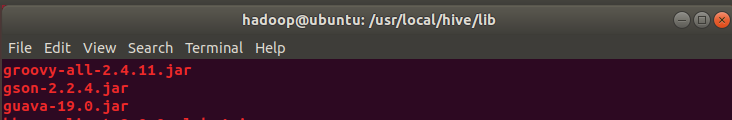 hadoop@ubuntu: /usr/local/hive/lib
File Edit View Search Terminal Help
groovy-all-2.4.11.jar
gson-2.2.4.jar
guava-19.0.jar